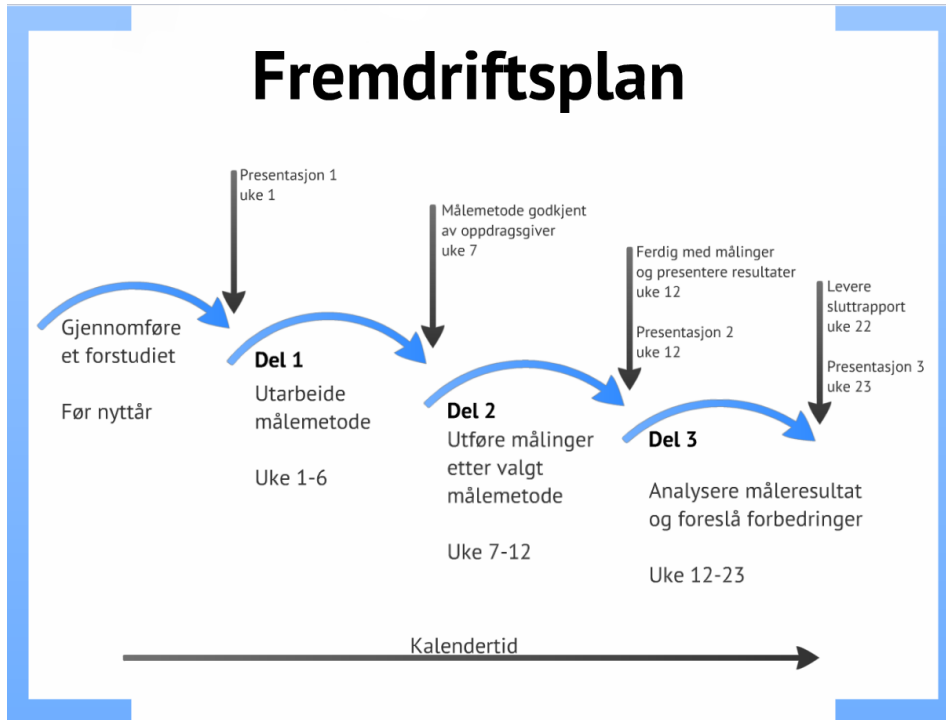 Fremdriftsplan
Presentasjon 1
uke 1
Målemetode godkjent
av oppdragsgiver
uke 7
Ferdig med målinger
og presentere resultater
uke 12
Presentasjon 2
uke 12
Levere
sluttrapport
uke 22
Presentasjon 3
uke 23
Gjennomføre
et forstudiet
Før nyttår
Del 1
Utarbeide
målemetode
Uke 1-6
Del 2
Utføre målinger
etter valgt
målemetode
Uke 7-12
Del 3
Analysere måleresultat
og foreslå forbedringer
Uke 12-23
Kalendertid